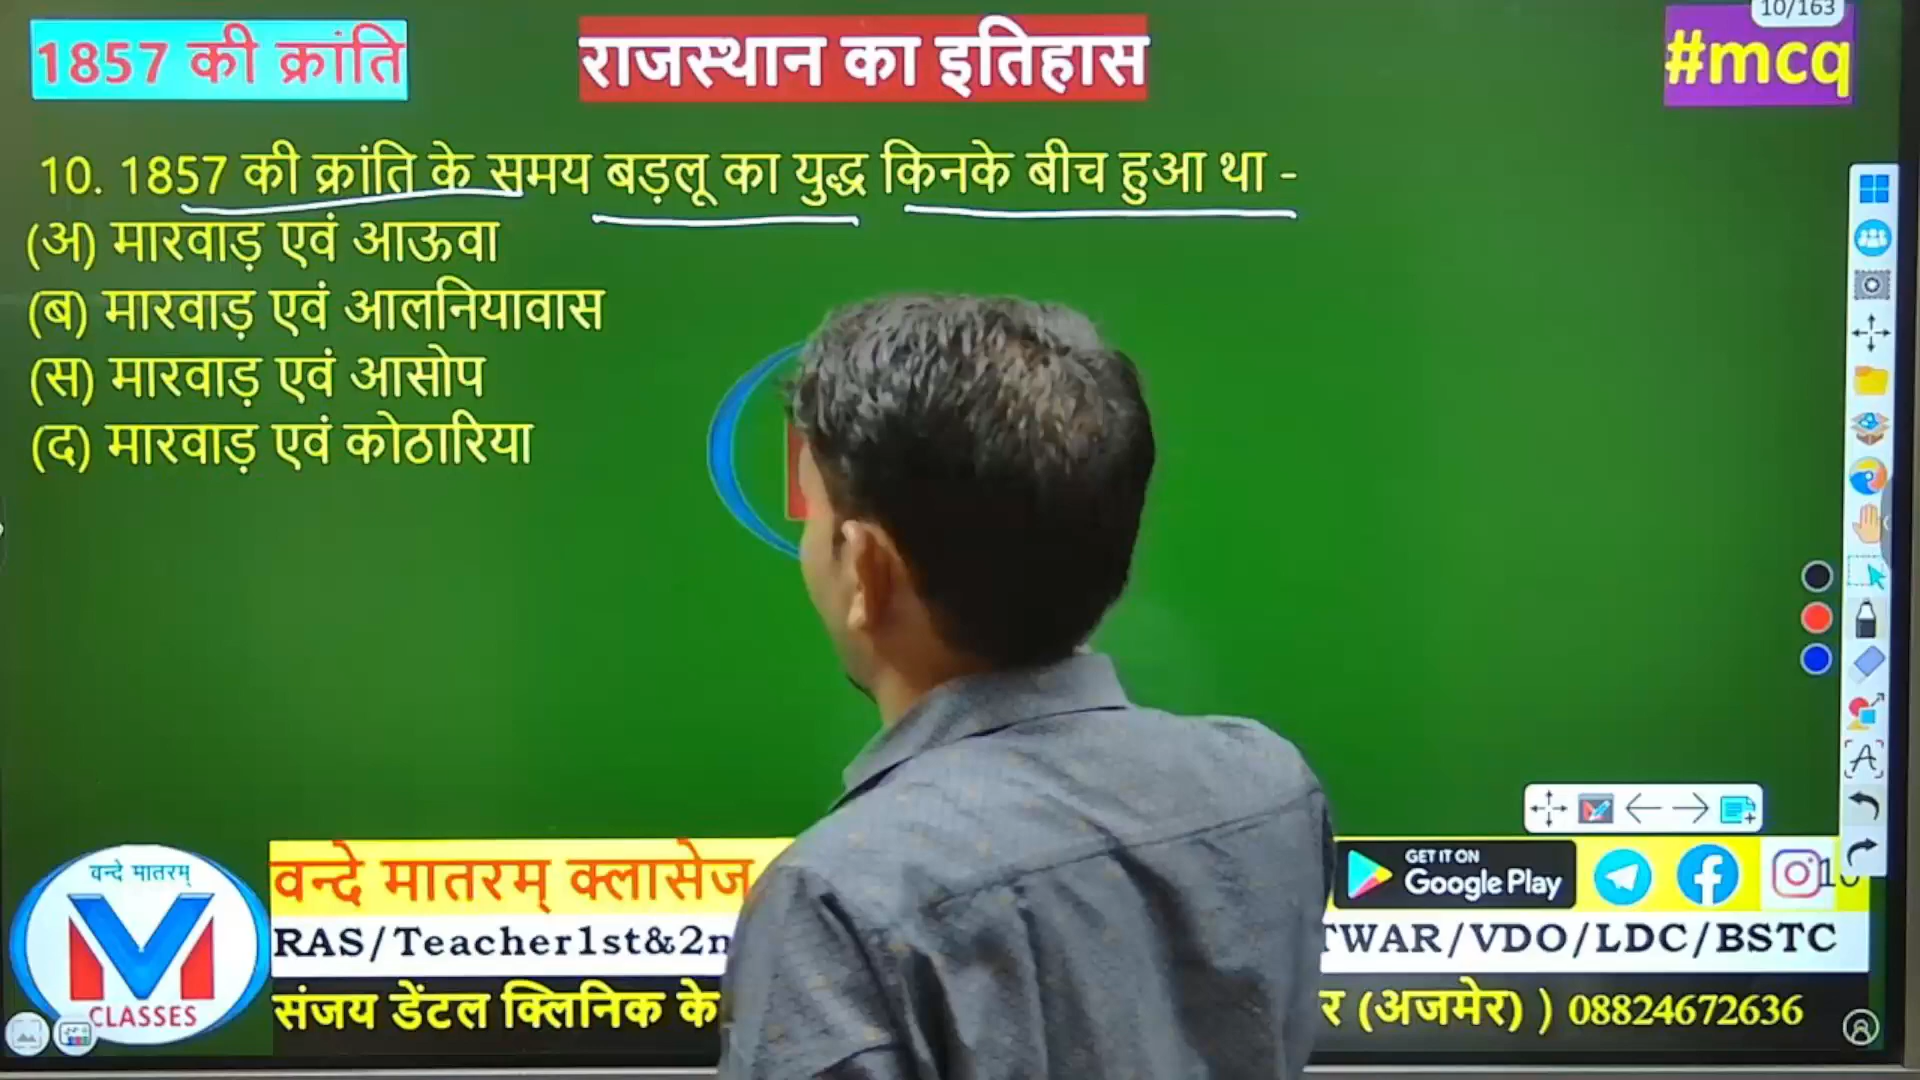 10/163
1857 की क्रांति
राजस्थान का इतिहास
#mcq
10. 1857 की क्रांति के समय बड़लू का युद्ध किनके बीच हुआ था -
(अ) मारवाड़ एवं आऊवा
(ब) मारवाड़ एवं आलनियावास
(स) मारवाड़ एवं आसोप
(द) मारवाड़ एवं कोठारिया
वन्दे मातरम्
CLASSES
वन्दे मातरम् क्लासेज
GET IT ON
Google Play
RAS/Teacher1st&2n TWAR/VDO/LDC/BSTC
संजय डेंटल क्लिनिक के र (अजमेर) ) 08824672636